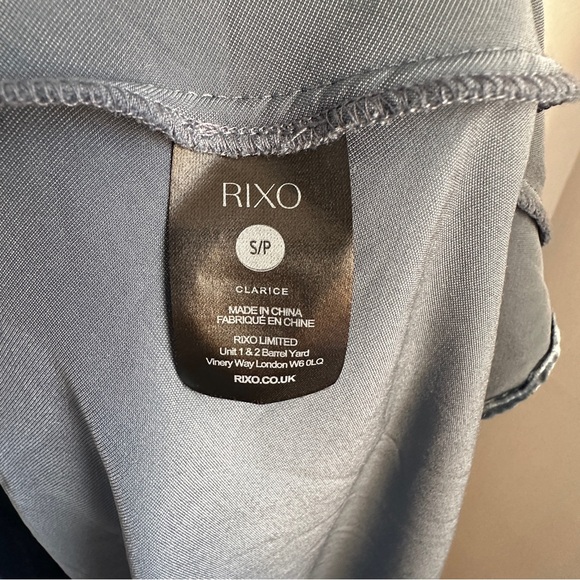 RIXO
S/P
CLARICE
MADE IN CHINA
FABRIQUÉ EN CHINE
RIXO LIMITED
Unit 1 & 2 Barrel Yard
Vinery Way London W6 0LQ
RIXO.CO.UK